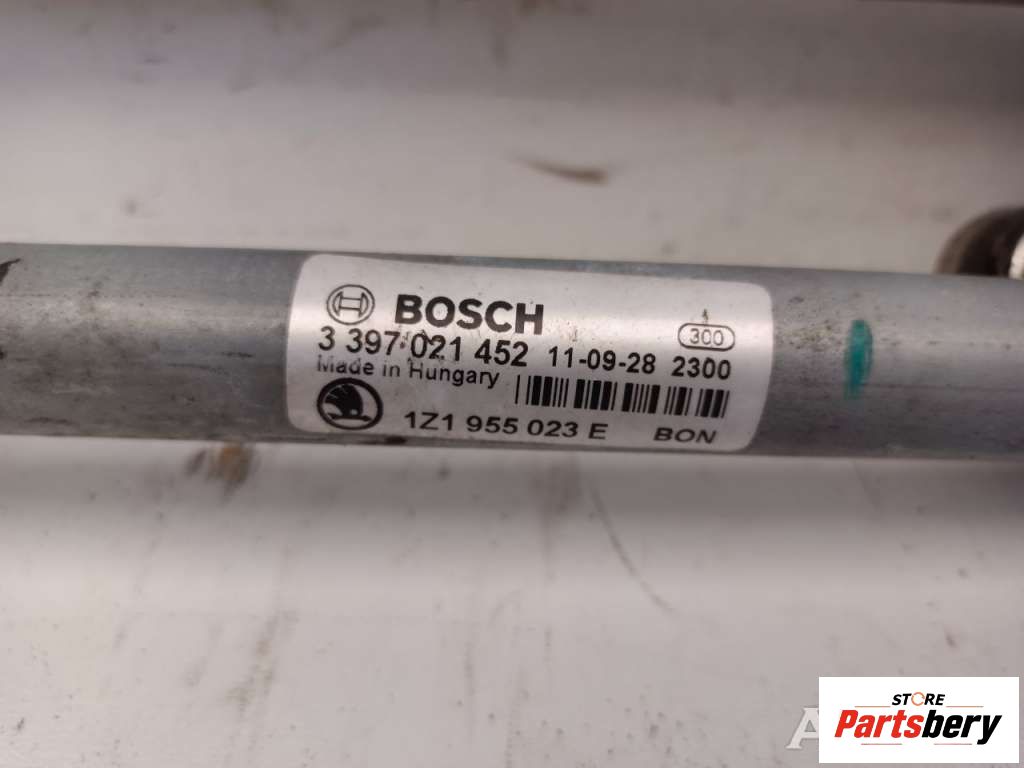 BOSCH
300
3 397 021 452 11-09-28 2300
Made in Hungary
1Z1 955 023 E BON
STORE
Partsbery